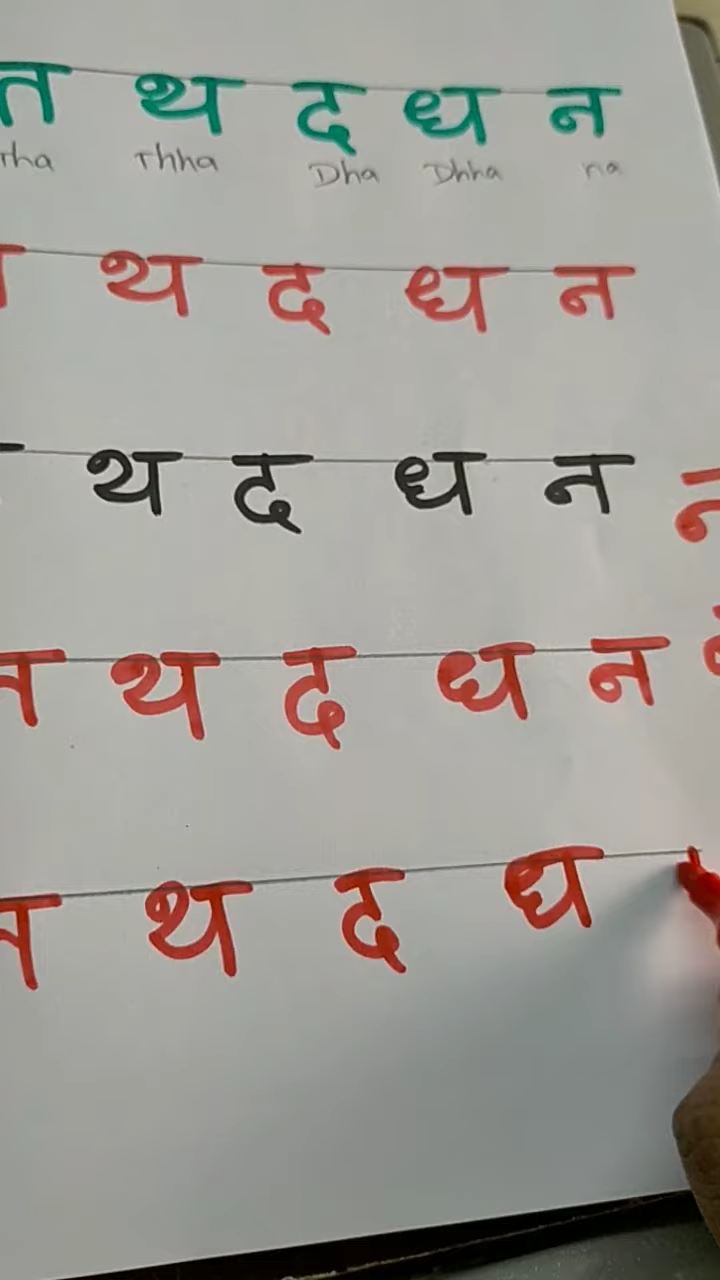 त थ द ध न
Tha Thha Dha Dhha na
थ द ध न
थ द ध न न
त थ द ध न
त थ द ध